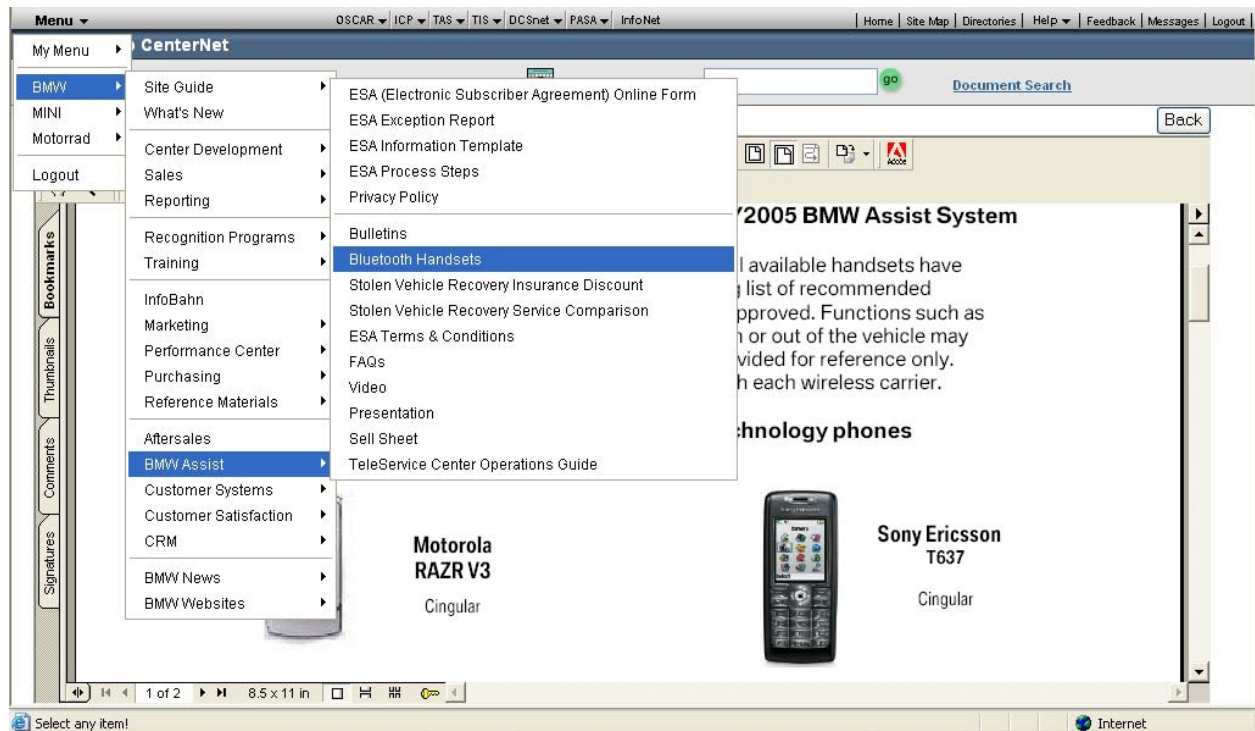 Menu
OSCAR ICP TAS TIS DCSnet PASA InfoNet
| Home | Site Map | Directories | Help | Feedback | Messages | Logout |
My Menu
CenterNet
BMW
MINI
Motorrad
Logout
Site Guide
What's New
Center Development
Sales
Reporting
Recognition Programs
Training
InfoBahn
Marketing
Performance Center
Purchasing
Reference Materials
Aftersales
BMW Assist
Customer Systems
Customer Satisfaction
CRM
BMW News
BMW Websites
ESA (Electronic Subscriber Agreement) Online Form
ESA Exception Report
ESA Information Template
ESA Process Steps
Privacy Policy
Bulletins
Bluetooth Handsets
Stolen Vehicle Recovery Insurance Discount
Stolen Vehicle Recovery Service Comparison
ESA Terms & Conditions
FAQs
Video
Presentation
Sell Sheet
TeleService Center Operations Guide
go
Document Search
Back
Adobe
Bookmarks
Thumbnails
Comments
Signatures
/2005 BMW Assist System
available handsets have
list of recommended
pproved. Functions such as
or out of the vehicle may
vided for reference only.
h each wireless carrier.
hnology phones
Motorola
RAZR V3
Cingular
Sony Ericsson
T637
Cingular
1 of 2 8.5 x 11 in
Select any item!
Internet